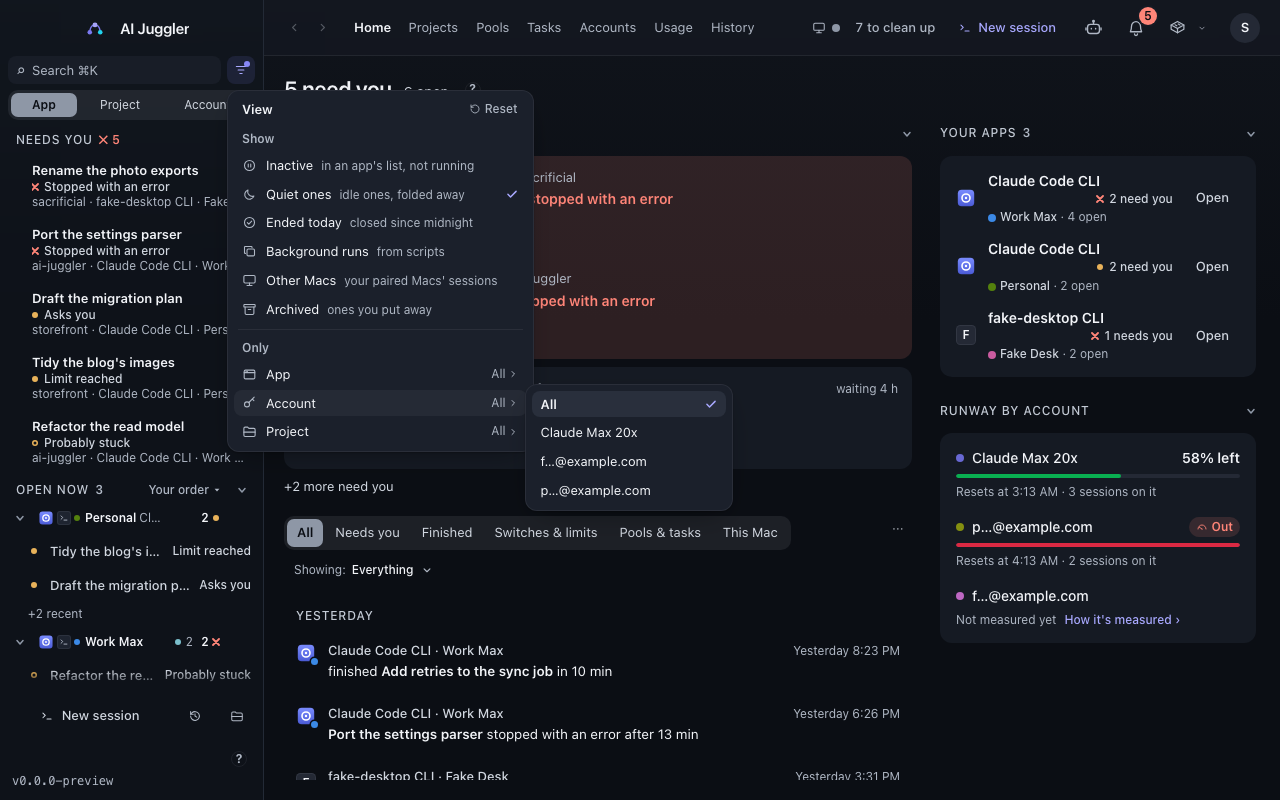 AI Juggler
Search ⌘K
App Project Accoun
NEEDS YOU 5
Rename the photo exports
Stopped with an error
sacrificial · fake-desktop CLI · Fake
Port the settings parser
Stopped with an error
ai-juggler · Claude Code CLI · Work
Draft the migration plan
Asks you
storefront · Claude Code CLI · Pers
Tidy the blog's images
Limit reached
storefront · Claude Code CLI · Pers
Refactor the read model
Probably stuck
ai-juggler · Claude Code CLI · Work ...
OPEN NOW 3 Your order
Personal Cl... 2
Tidy the blog's i... Limit reached
Draft the migration p... Asks you
+2 recent
Work Max 2 2
Refactor the re... Probably stuck
New session
?
v0.0.0-preview
Home Projects Pools Tasks Accounts Usage History
7 to clean up
New session
5
S
5 need you 6 open ?
View Reset
Show
Inactive in an app's list, not running
Quiet ones idle ones, folded away
Ended today closed since midnight
Background runs from scripts
Other Macs your paired Macs' sessions
Archived ones you put away
Only
App All ›
Account All ›
Project All ›
All
Claude Max 20x
f...@example.com
p...@example.com
crificial
stopped with an error
uggler
pped with an error
waiting 4 h
+2 more need you
All Needs you Finished Switches & limits Pools & tasks This Mac ...
Showing: Everything
YESTERDAY
Claude Code CLI · Work Max Yesterday 8:23 PM
finished Add retries to the sync job in 10 min
Claude Code CLI · Work Max Yesterday 6:26 PM
Port the settings parser stopped with an error after 13 min
fake-desktop CLI · Fake Desk Yesterday 3:31 PM
YOUR APPS 3
Claude Code CLI
2 need you Open
Work Max · 4 open
Claude Code CLI
2 need you Open
Personal · 2 open
F
fake-desktop CLI
1 needs you Open
Fake Desk · 2 open
RUNWAY BY ACCOUNT
Claude Max 20x 58% left
Resets at 3:13 AM · 3 sessions on it
p...@example.com Out
Resets at 4:13 AM · 2 sessions on it
f...@example.com
Not measured yet How it's measured ›